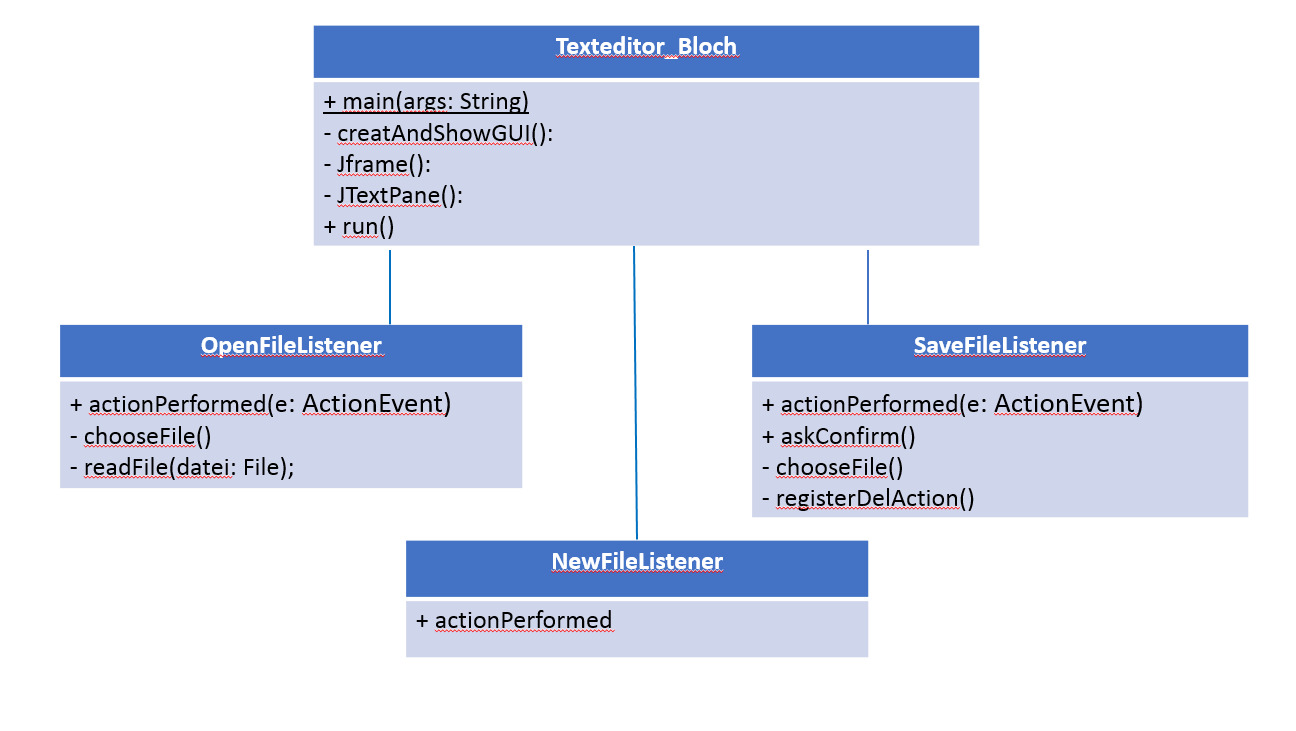 Texteditor_Bloch
+ main(args: String)
- creatAndShowGUI():
- Jframe():
- JTextPane():
+ run()
OpenFileListener
+ actionPerformed(e: ActionEvent)
- chooseFile()
- readFile(datei: File);
SaveFileListener
+ actionPerformed(e: ActionEvent)
+ askConfirm()
- chooseFile()
- registerDelAction()
NewFileListener
+ actionPerformed